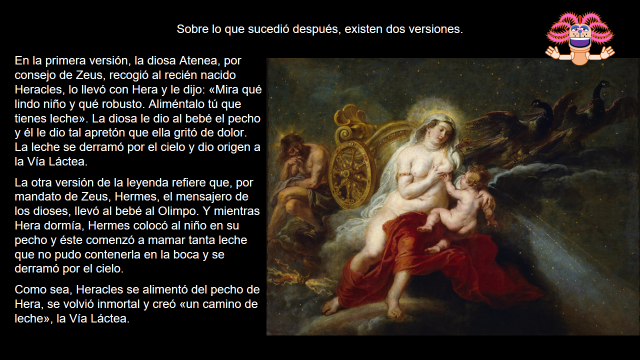 Sobre lo que sucedió después, existen dos versiones.
En la primera versión, la diosa Atenea, por
consejo de Zeus, recogió al recién nacido
Heracles, lo llevó con Hera y le dijo: «Mira qué
lindo niño y qué robusto. Aliméntalo tú que
tienes leche». La diosa le dio al bebé el pecho
y él le dio tal apretón que ella gritó de dolor.
La leche se derramó por el cielo y dio origen a
la Vía Láctea.
La otra versión de la leyenda refiere que, por
mandato de Zeus, Hermes, el mensajero de
los dioses, llevó al bebé al Olimpo. Y mientras
Hera dormía, Hermes colocó al niño en su
pecho y éste comenzó a mamar tanta leche
que no pudo contenerla en la boca y se
derramó por el cielo.
Como sea, Heracles se alimentó del pecho de
Hera, se volvió inmortal y creó «un camino de
leche», la Vía Láctea.